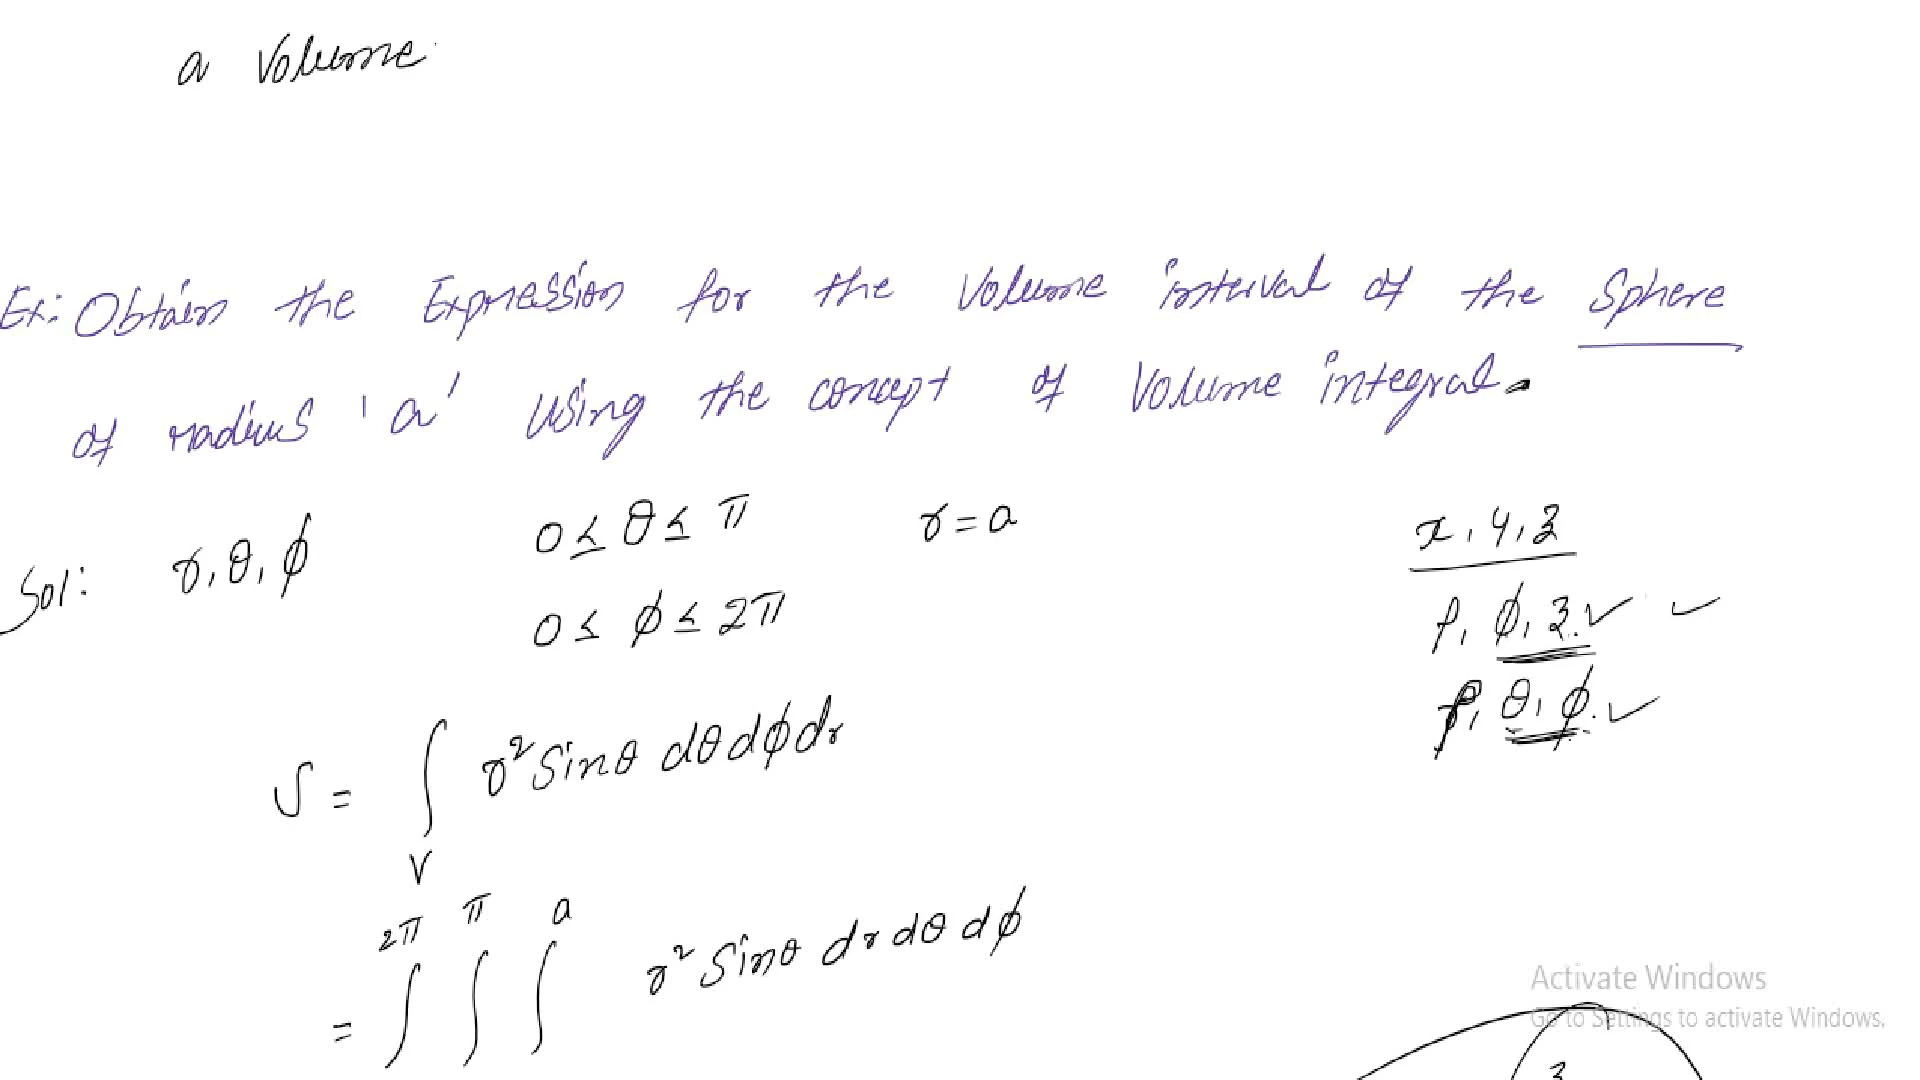 a Volume.
Ex: Obtain the Expression for the Volume interval of the Sphere
of radius 'a' using the concept of Volume integral.
Sol: r, θ, ϕ
0 ≤ θ ≤ π
r = a
0 ≤ ϕ ≤ 2π
x, y, z
ρ, ϕ, z. ✓ ✓
θ, ϕ. ✓
= ∫ r² Sinθ dθ dϕ dr
V
2π π a
= ∫ ∫ ∫ r² Sinθ dr dθ dϕ
Activate Windows
Go to Settings to activate Windows.
z